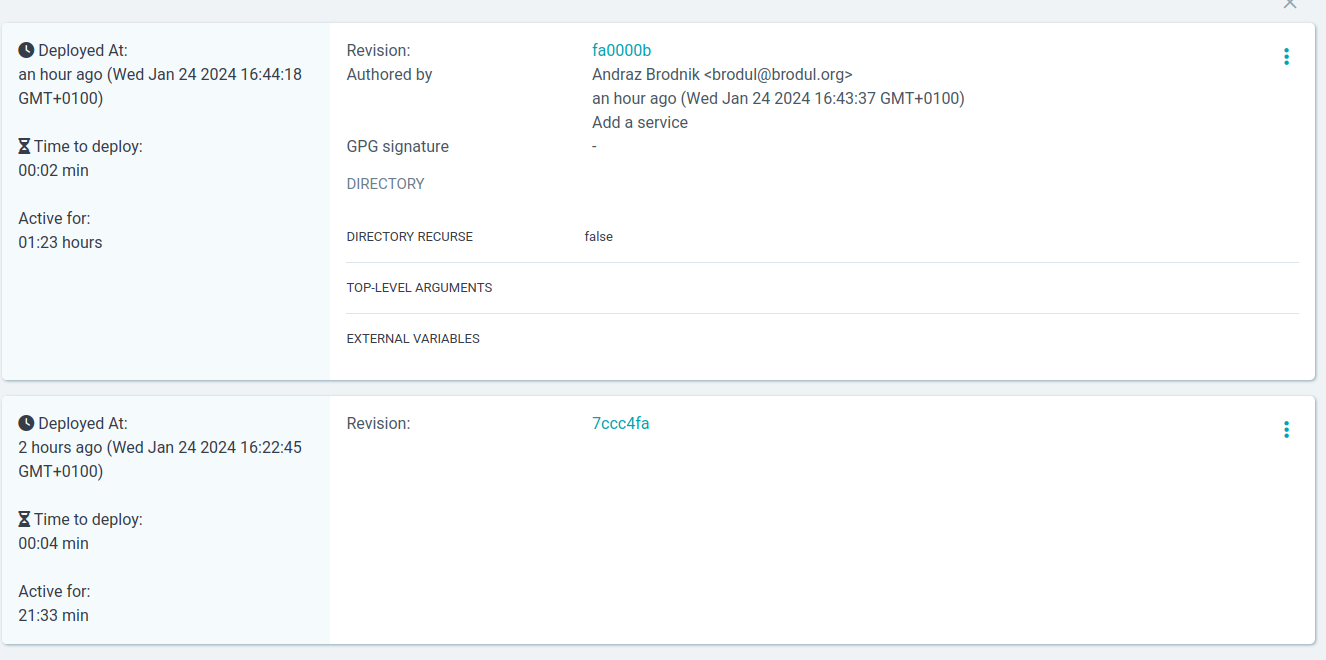 Deployed At:
an hour ago (Wed Jan 24 2024 16:44:18
GMT+0100)
Time to deploy:
00:02 min
Active for:
01:23 hours
Revision: fa0000b
Authored by Andraz Brodnik <brodul@brodul.org>
an hour ago (Wed Jan 24 2024 16:43:37 GMT+0100)
Add a service
GPG signature -
DIRECTORY
DIRECTORY RECURSE false
TOP-LEVEL ARGUMENTS
EXTERNAL VARIABLES
Deployed At:
2 hours ago (Wed Jan 24 2024 16:22:45
GMT+0100)
Time to deploy:
00:04 min
Active for:
21:33 min
Revision: 7ccc4fa